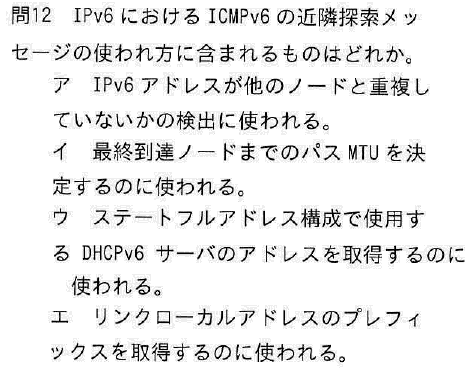 問12　IPv6 における ICMPv6 の近隣探索メッ
セージの使われ方に含まれるものはどれか。
ア　IPv6 アドレスが他のノードと重複し
ていないかの検出に使われる。
イ　最終到達ノードまでのパス MTU を決
定するのに使われる。
ウ　ステートフルアドレス構成で使用す
る DHCPv6 サーバのアドレスを取得するのに
使われる。
エ　リンクローカルアドレスのプレフィ
ックスを取得するのに使われる。